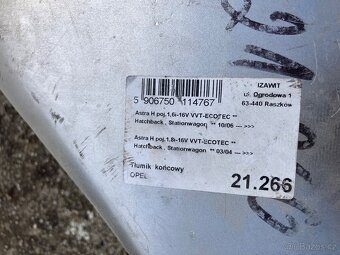 IZAWIT
ul. Ogrodowa 1
63-440 Raszków
5 906750 114767
Astra H poj. 1,6i-16V VVT-ECOTEC **
Hatchback , Stationwagon ** 10/06 --- >>>
Astra H poj. 1.8i-16V VVT-ECOTEC **
Hatchback , Stationwagon ** 03/04 --- >>>
Tłumik końcowy
OPEL
21.266